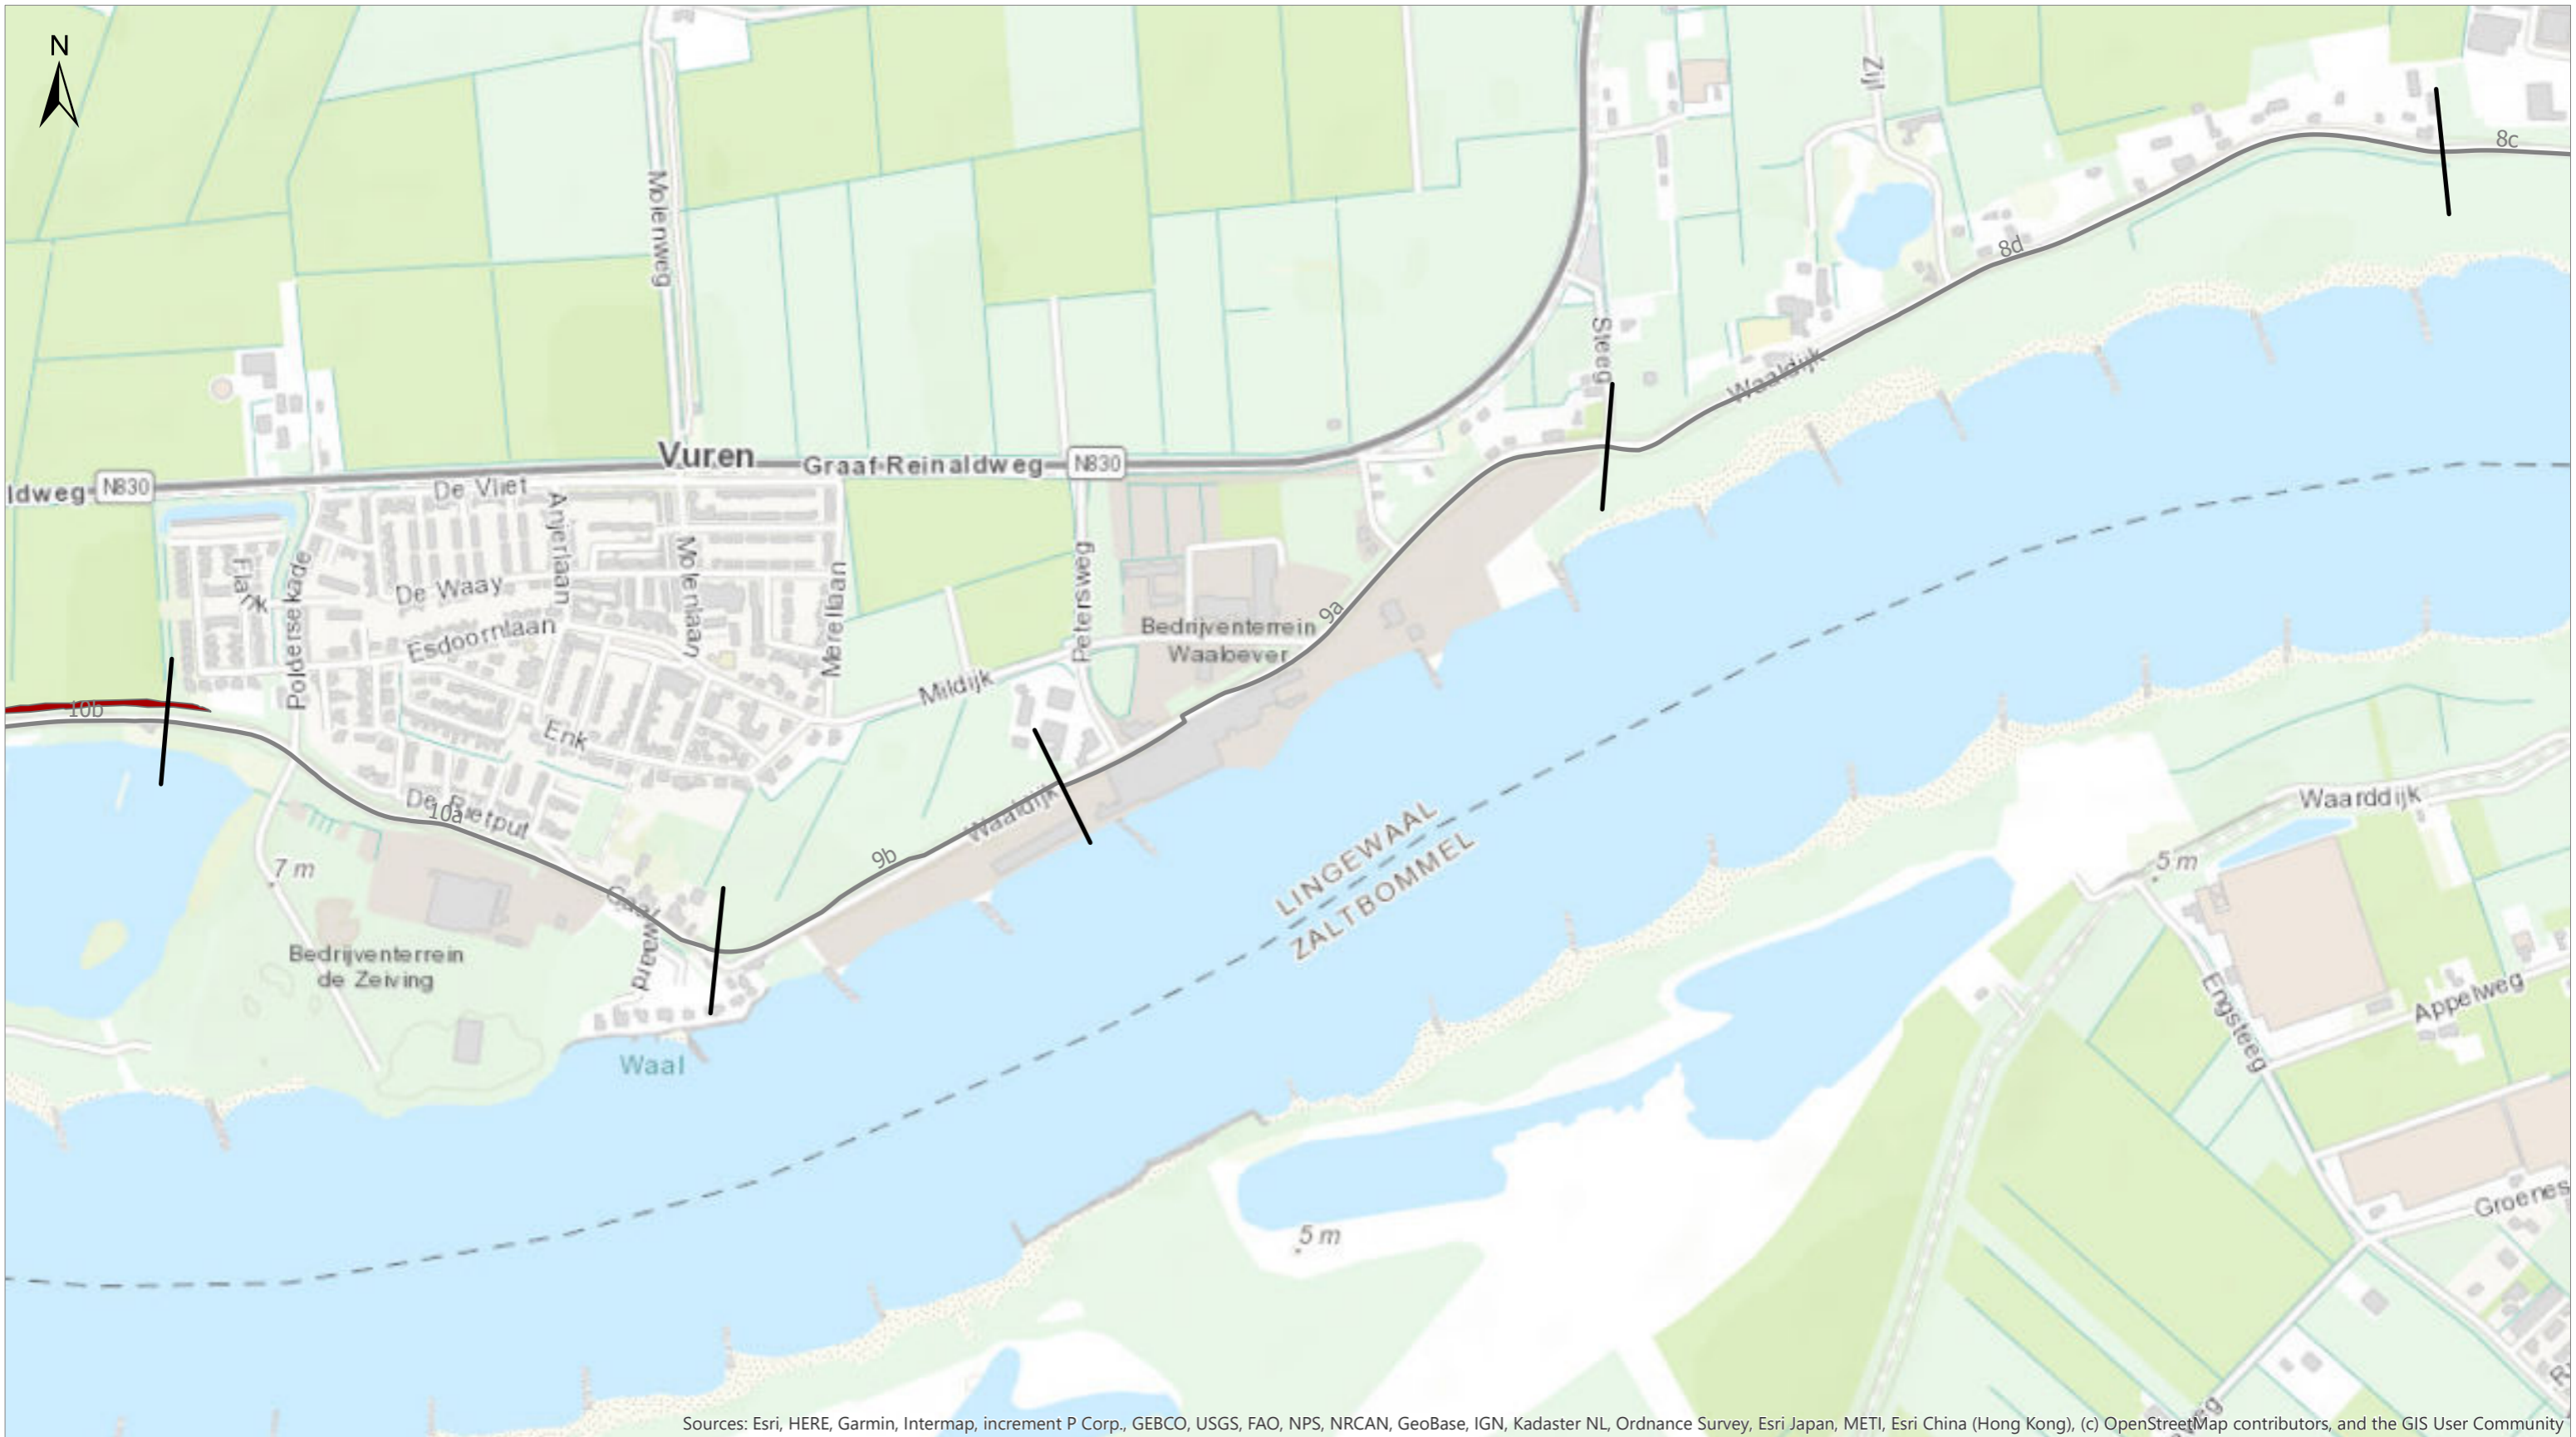 N
Zijl
8c
Molenweg
8d
Steeg
Waaldijk
Vuren
Graaf Reinaldweg
N830
ldweg
N830
De Vliet
Anjerlaan
Flank
De Waay
Molenlaan
Merellaan
Petersweg
Poldersekade
Esdoornlaan
9a
Bedrijventerrein
Waaloever
Mildijk
10b
Enk
De Rietput
10a
Waaldijk
9b
Waarddijk
LINGEWAAL
ZALTBOMMEL
7 m
5 m
Gaalwaard
Bedrijventerrein
de Zeiving
Engsteeg
Appelweg
Waal
Groenes
5 m
Sources: Esri, HERE, Garmin, Intermap, increment P Corp., GEBCO, USGS, FAO, NPS, NRCAN, GeoBase, IGN, Kadaster NL, Ordnance Survey, Esri Japan, METI, Esri China (Hong Kong), (c) OpenStreetMap contributors, and the GIS User Community